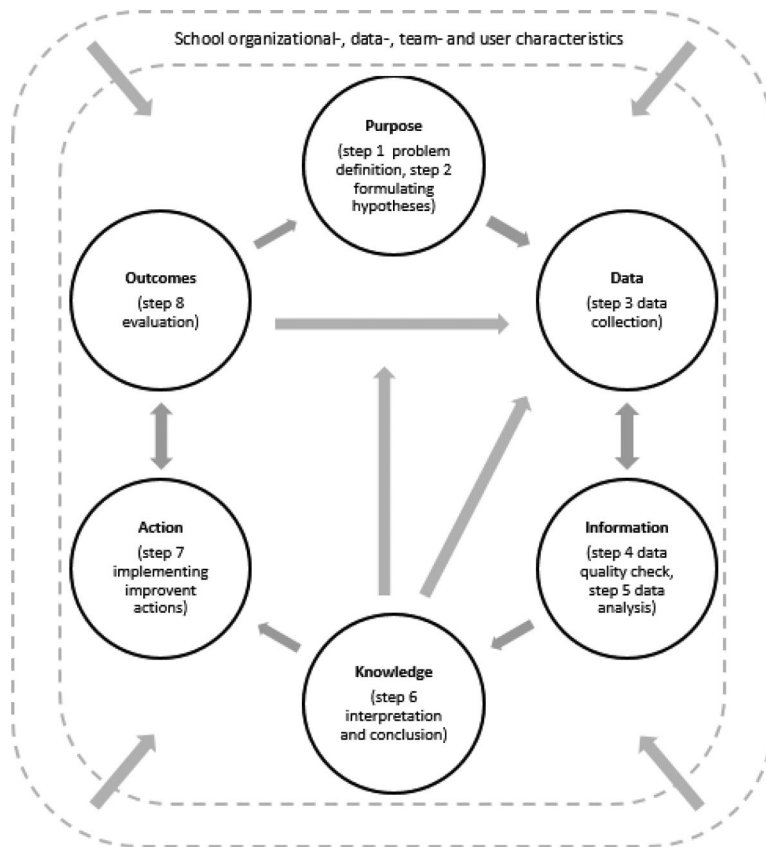 School organizational-, data-, team- and user characteristics
Purpose
(step 1 problem
definition, step 2
formulating
hypotheses)
Outcomes
(step 8
evaluation)
Data
(step 3 data
collection)
Action
(step 7
implementing
improvent
actions)
Information
(step 4 data
quality check,
step 5 data
analysis)
Knowledge
(step 6
interpretation
and conclusion)